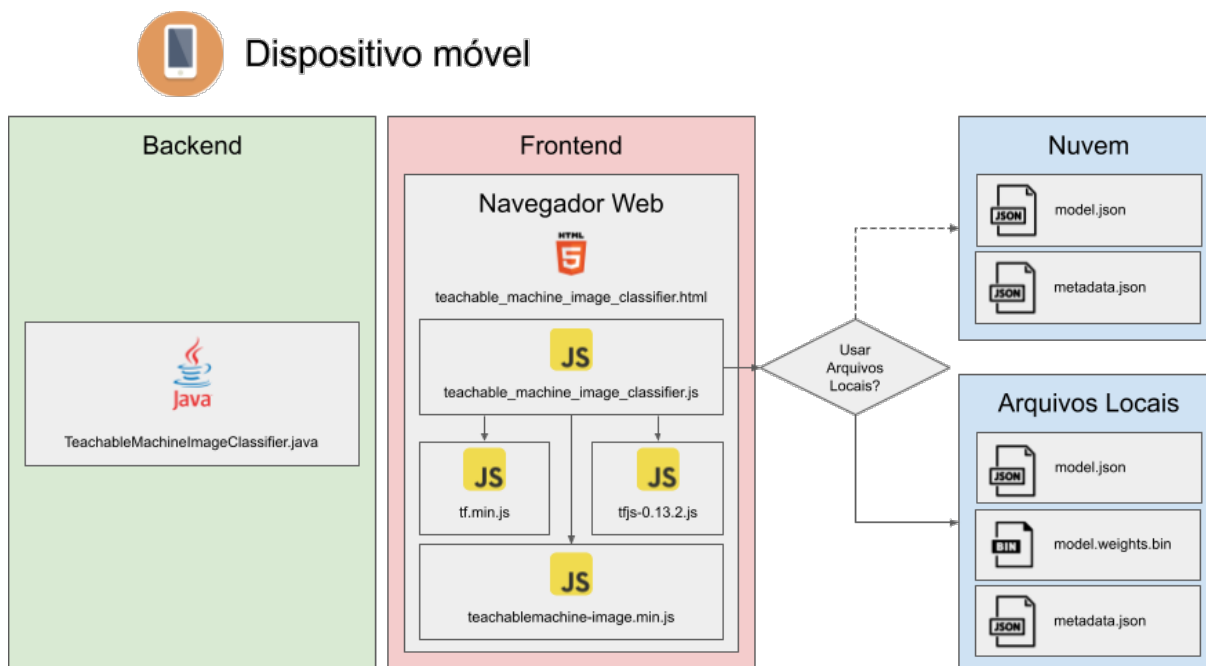 Dispositivo móvel
Backend
Java
TeachableMachineImageClassifier.java
Frontend
Navegador Web
HTML
5
teachable_machine_image_classifier.html
JS
teachable_machine_image_classifier.js
JS
tf.min.js
JS
tfjs-0.13.2.js
JS
teachablemachine-image.min.js
Usar
Arquivos
Locais?
Nuvem
JSON
model.json
JSON
metadata.json
Arquivos Locais
JSON
model.json
BIN
model.weights.bin
JSON
metadata.json